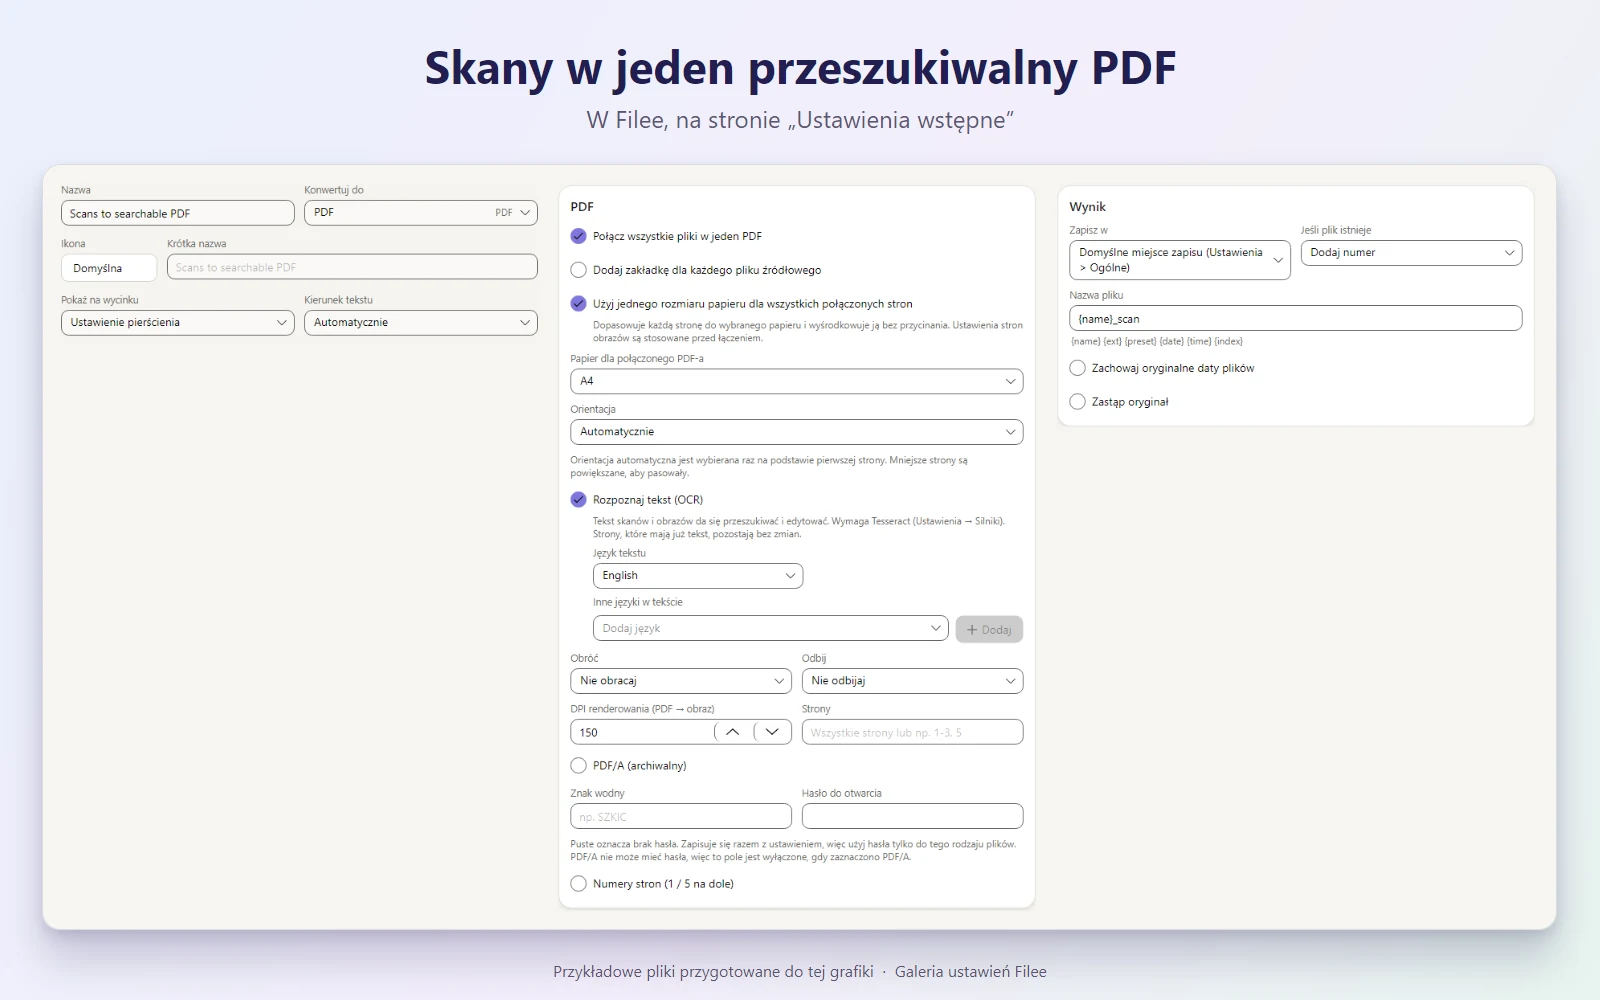 Skany w jeden przeszukiwalny PDF
W Filee, na stronie „Ustawienia wstępne”
Nazwa
Scans to searchable PDF
Konwertuj do
PDF PDF
Ikona
Domyślna
Krótka nazwa
Scans to searchable PDF
Pokaż na wycinku
Ustawienie pierścienia
Kierunek tekstu
Automatycznie
PDF
Połącz wszystkie pliki w jeden PDF
Dodaj zakładkę dla każdego pliku źródłowego
Użyj jednego rozmiaru papieru dla wszystkich połączonych stron
Dopasowuje każdą stronę do wybranego papieru i wyśrodkowuje ją bez przycinania. Ustawienia stron
obrazów są stosowane przed łączeniem.
Papier dla połączonego PDF-a
A4
Orientacja
Automatycznie
Orientacja automatyczna jest wybierana raz na podstawie pierwszej strony. Mniejsze strony są
powiększane, aby pasowały.
Rozpoznaj tekst (OCR)
Tekst skanów i obrazów da się przeszukiwać i edytować. Wymaga Tesseract (Ustawienia → Silniki).
Strony, które mają już tekst, pozostają bez zmian.
Język tekstu
English
Inne języki w tekście
Dodaj język
+ Dodaj
Obróć
Nie obracaj
Odbij
Nie odbijaj
DPI renderowania (PDF → obraz)
150
Strony
Wszystkie strony lub np. 1-3, 5
PDF/A (archiwalny)
Znak wodny
np. SZKIC
Hasło do otwarcia
Puste oznacza brak hasła. Zapisuje się razem z ustawieniem, więc użyj hasła tylko do tego rodzaju plików.
PDF/A nie może mieć hasła, więc to pole jest wyłączone, gdy zaznaczono PDF/A.
Numery stron (1 / 5 na dole)
Wynik
Zapisz w
Domyślne miejsce zapisu (Ustawienia
> Ogólne)
Jeśli plik istnieje
Dodaj numer
Nazwa pliku
{name}_scan
{name} {ext} {preset} {date} {time} {index}
Zachowaj oryginalne daty plików
Zastąp oryginał
Przykładowe pliki przygotowane do tej grafiki · Galeria ustawień Filee